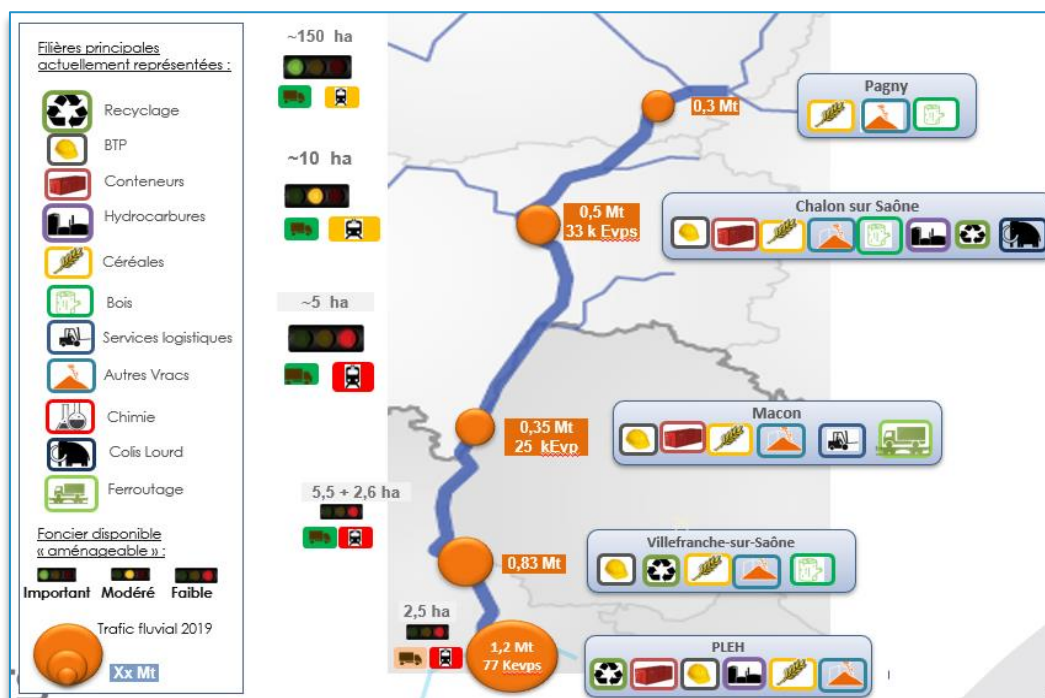 Filières principales
actuellement représentées :
Recyclage
BTP
Conteneurs
Hydrocarbures
Céréales
Bois
Services logistiques
Autres Vracs
Chimie
Colis Lourd
Ferroutage
Foncier disponible
« aménageable » :
Important Modéré Faible
Trafic fluvial 2019
Xx Mt
~150 ha
~10 ha
~5 ha
5,5 + 2,6 ha
2,5 ha
0,3 Mt
0,5 Mt
33 k Evps
0,35 Mt
25 kEvp
0,83 Mt
1,2 Mt
77 Kevps
Pagny
Chalon sur Saône
Macon
Villefranche-sur-Saône
PLEH